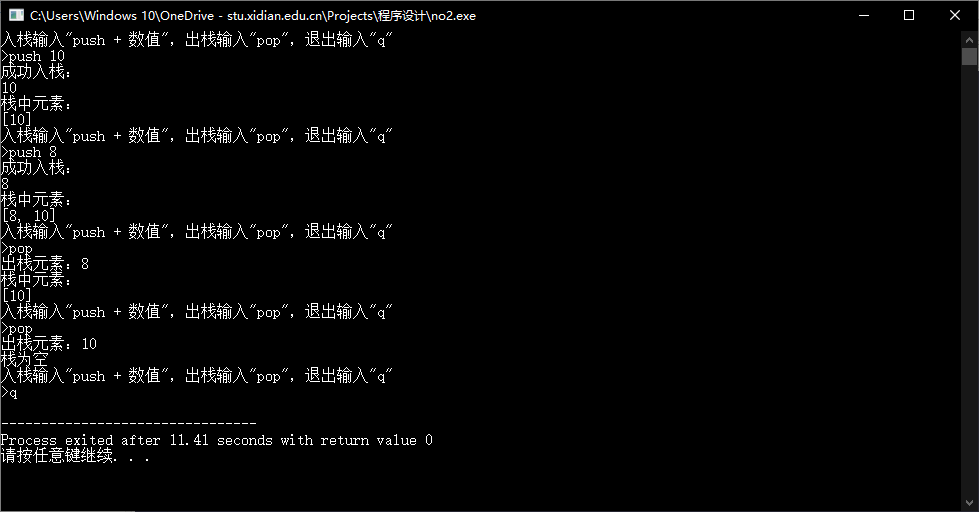 C:\Users\Windows 10\OneDrive - stu.xidian.edu.cn\Projects\程序设计\no2.exe
入栈输入"push + 数值"，出栈输入"pop"，退出输入"q"
>push 10
成功入栈：
10
栈中元素：
[10]
入栈输入"push + 数值"，出栈输入"pop"，退出输入"q"
>push 8
成功入栈：
8
栈中元素：
[8, 10]
入栈输入"push + 数值"，出栈输入"pop"，退出输入"q"
>pop
出栈元素：8
栈中元素：
[10]
入栈输入"push + 数值"，出栈输入"pop"，退出输入"q"
>pop
出栈元素：10
栈为空
入栈输入"push + 数值"，出栈输入"pop"，退出输入"q"
>q
--------------------------------
Process exited after 11.41 seconds with return value 0
请按任意键继续. . .